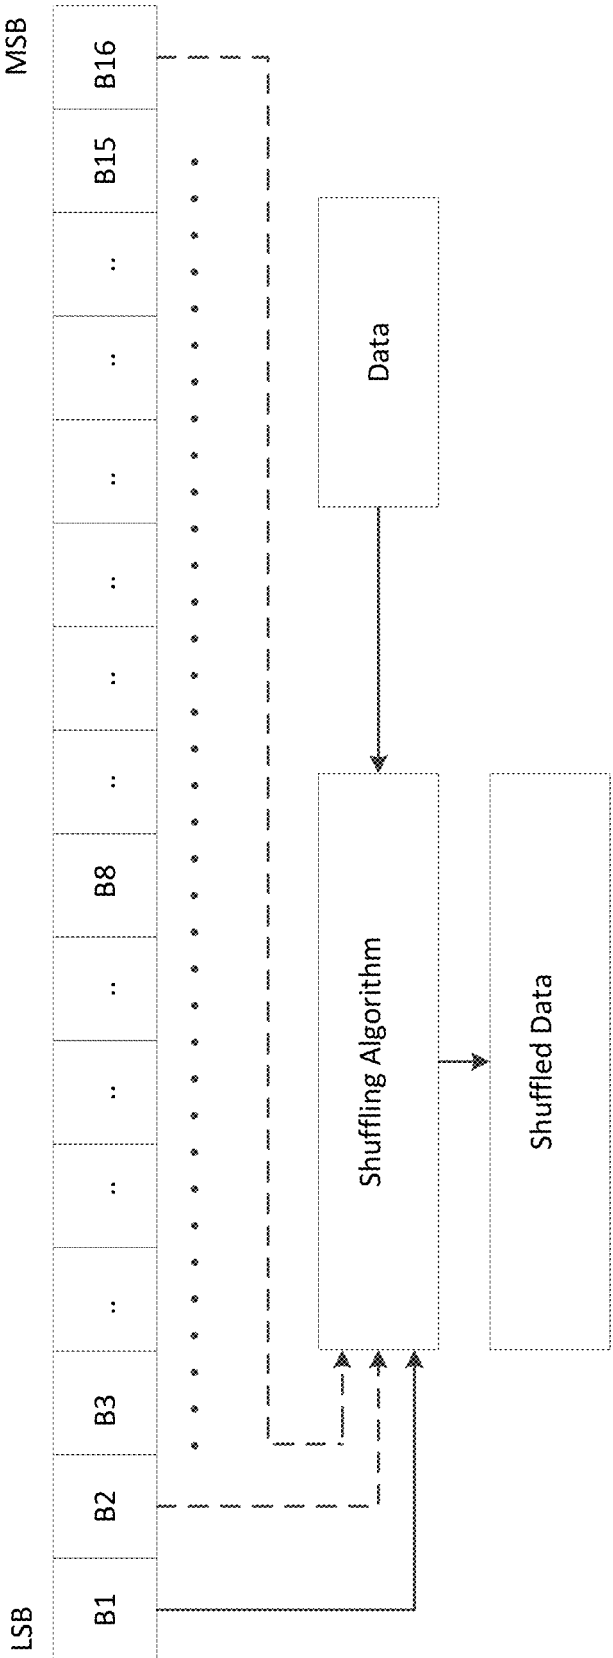 LSB MSB
B1 B2 B3 .. .. .. .. B8 .. .. .. .. .. .. B15 B16
Shuffling Algorithm
Data
Shuffled Data